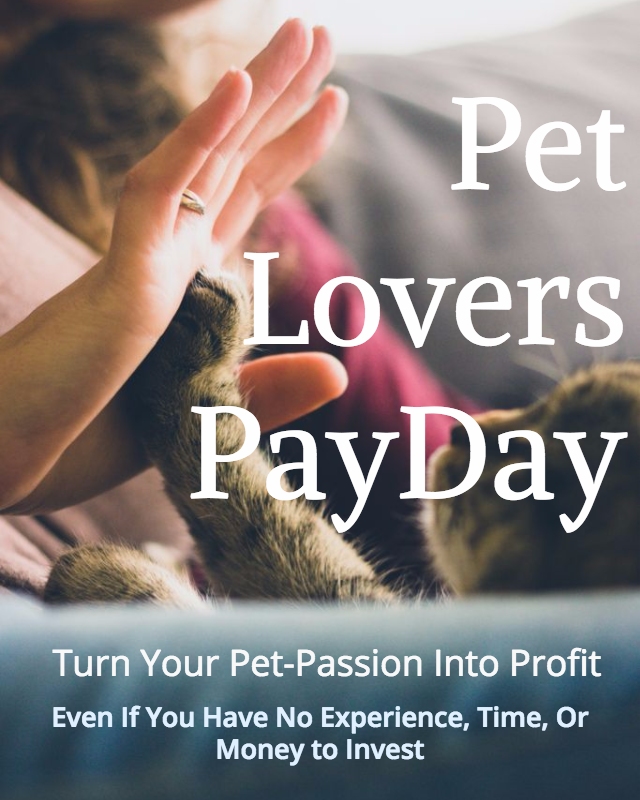 Pet
Lovers
PayDay
Turn Your Pet-Passion Into Profit
Even If You Have No Experience, Time, Or
Money to Invest